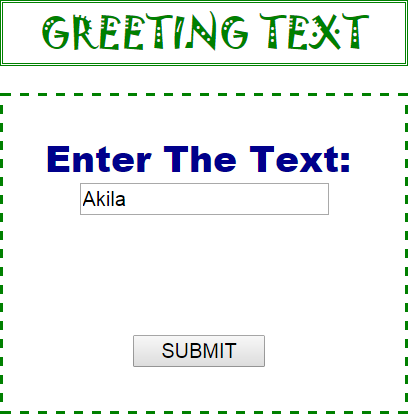 GREETING TEXT
Enter The Text:
Akila
SUBMIT